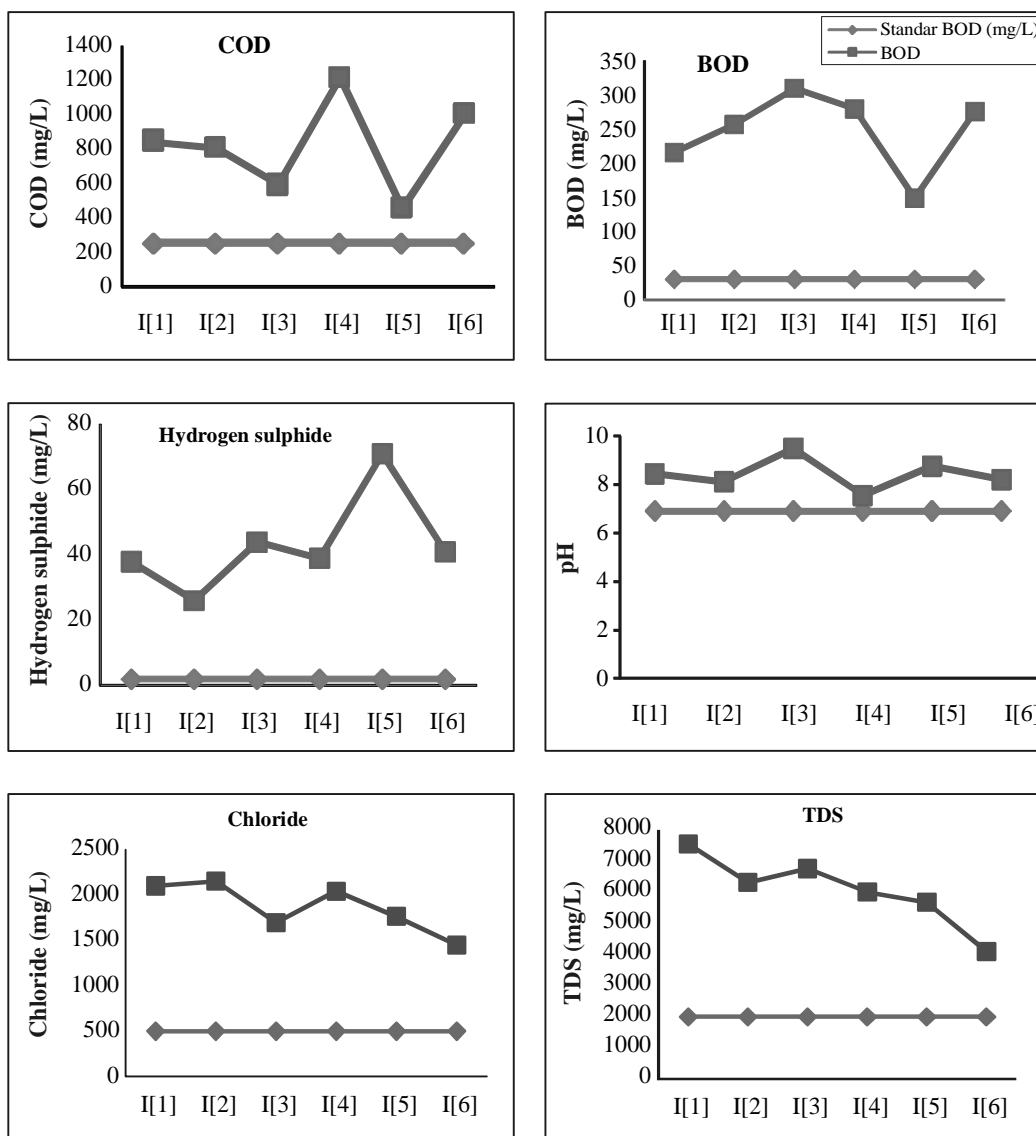 COD
COD (mg/L)
1400
1200
1000
800
600
400
200
0
I[1] I[2] I[3] I[4] I[5] I[6]
Standar BOD (mg/L)
BOD
BOD
BOD (mg/L)
350
300
250
200
150
100
50
0
I[1] I[2] I[3] I[4] I[5] I[6]
Hydrogen sulphide
Hydrogen sulphide (mg/L)
80
60
40
20
0
I[1] I[2] I[3] I[4] I[5] I[6]
pH
10
8
6
4
2
0
I[1] I[2] I[3] I[4] I[5] I[6]
Chloride
Chloride (mg/L)
2500
2000
1500
1000
500
0
I[1] I[2] I[3] I[4] I[5] I[6]
TDS
TDS (mg/L)
8000
7000
6000
5000
4000
3000
2000
1000
0
I[1] I[2] I[3] I[4] I[5] I[6]